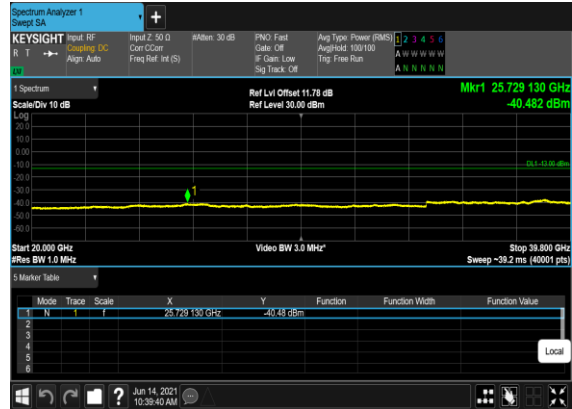 Spectrum Analyzer 1
Swept SA
+
KEYSIGHT Input: RF Input Z: 50 Ω #Atten: 30 dB PNO: Fast Avg Type: Power (RMS) 1 2 3 4 5 6
R T Coupling: DC Corr CCorr Gate: Off Avg|Hold: 100/100 A W W W W W
Align: Auto Freq Ref: Int (S) IF Gain: Low Trig: Free Run
LW Sig Track: Off A N N N N N
1 Spectrum Ref Lvl Offset 11.78 dB Mkr1 25.729 130 GHz
Scale/Div 10 dB Ref Level 30.00 dBm -40.482 dBm
Log
20.0
10.0
0.00
-10.0 DL1 -13.00 dBm
-20.0
-30.0 1
-40.0
-50.0
-60.0
Start 20.000 GHz Video BW 3.0 MHz* Stop 39.800 GHz
#Res BW 1.0 MHz Sweep ~39.2 ms (40001 pts)
5 Marker Table
Mode Trace Scale X Y Function Function Width Function Value
1 N 1 f 25.729 130 GHz -40.48 dBm
2
3
4
5
6
Local
? Jun 14, 2021
10:39:40 AM